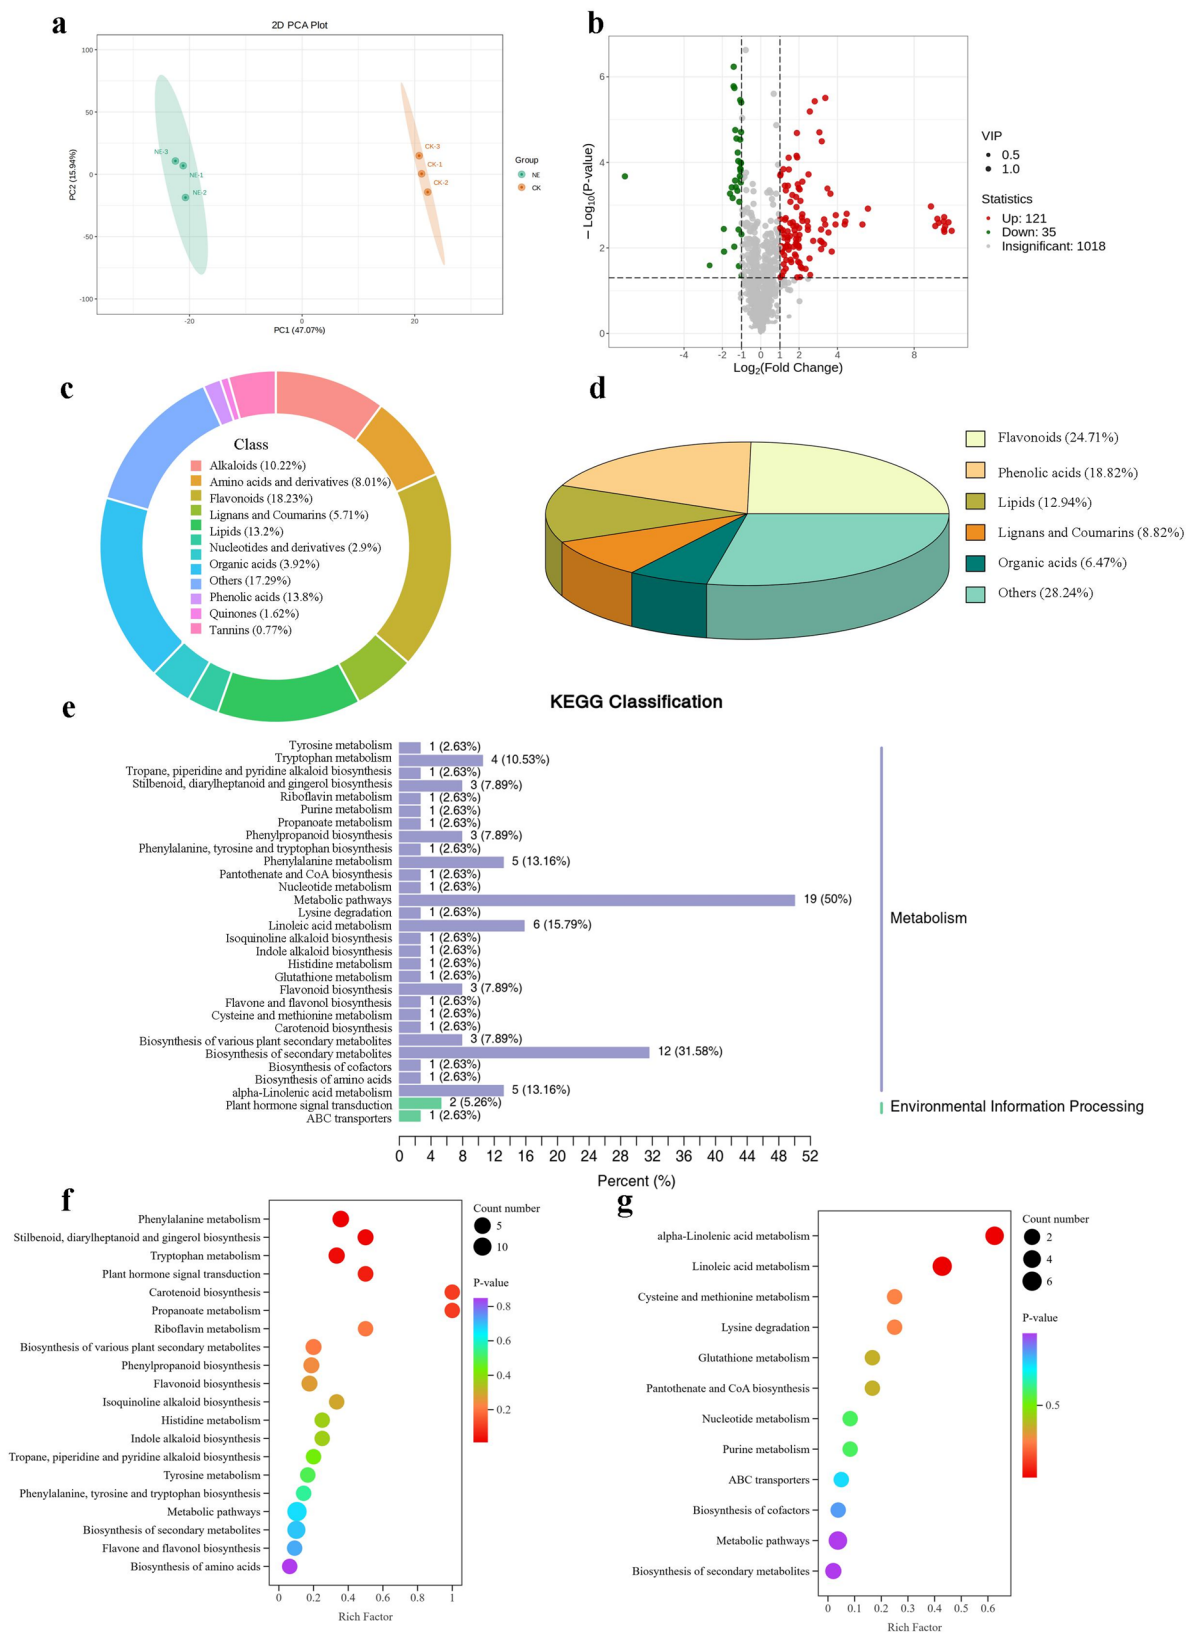 a
2D PCA Plot
100
50
0
-50
-100
-20
0
20
PC1 (47.07%)
PC2 (15.94%)
NE-3
NE-1
NE-2
CK-3
CK-1
CK-2
Group
NE
CK
b
6
4
2
0
-4
-2
-1
0
1
2
4
8
Log2(Fold Change)
− Log10(P-value)
VIP
0.5
1.0
Statistics
Up: 121
Down: 35
Insignificant: 1018
c
Class
Alkaloids (10.22%)
Amino acids and derivatives (8.01%)
Flavonoids (18.23%)
Lignans and Coumarins (5.71%)
Lipids (13.2%)
Nucleotides and derivatives (2.9%)
Organic acids (3.92%)
Others (17.29%)
Phenolic acids (13.8%)
Quinones (1.62%)
Tannins (0.77%)
d
Flavonoids (24.71%)
Phenolic acids (18.82%)
Lipids (12.94%)
Lignans and Coumarins (8.82%)
Organic acids (6.47%)
Others (28.24%)
e
KEGG Classification
Tyrosine metabolism 1 (2.63%)
Tryptophan metabolism 4 (10.53%)
Tropane, piperidine and pyridine alkaloid biosynthesis 1 (2.63%)
Stilbenoid, diarylheptanoid and gingerol biosynthesis 3 (7.89%)
Riboflavin metabolism 1 (2.63%)
Purine metabolism 1 (2.63%)
Propanoate metabolism 1 (2.63%)
Phenylpropanoid biosynthesis 3 (7.89%)
Phenylalanine, tyrosine and tryptophan biosynthesis 1 (2.63%)
Phenylalanine metabolism 5 (13.16%)
Pantothenate and CoA biosynthesis 1 (2.63%)
Nucleotide metabolism 1 (2.63%)
Metabolic pathways 19 (50%)
Lysine degradation 1 (2.63%)
Linoleic acid metabolism 6 (15.79%)
Isoquinoline alkaloid biosynthesis 1 (2.63%)
Indole alkaloid biosynthesis 1 (2.63%)
Histidine metabolism 1 (2.63%)
Glutathione metabolism 1 (2.63%)
Flavonoid biosynthesis 3 (7.89%)
Flavone and flavonol biosynthesis 1 (2.63%)
Cysteine and methionine metabolism 1 (2.63%)
Carotenoid biosynthesis 1 (2.63%)
Biosynthesis of various plant secondary metabolites 3 (7.89%)
Biosynthesis of secondary metabolites 12 (31.58%)
Biosynthesis of cofactors 1 (2.63%)
Biosynthesis of amino acids 1 (2.63%)
alpha-Linolenic acid metabolism 5 (13.16%)
Plant hormone signal transduction 2 (5.26%)
ABC transporters 1 (2.63%)
Metabolism
Environmental Information Processing
0 4 8 12 16 20 24 28 32 36 40 44 48 52
Percent (%)
f
Phenylalanine metabolism
Stilbenoid, diarylheptanoid and gingerol biosynthesis
Tryptophan metabolism
Plant hormone signal transduction
Carotenoid biosynthesis
Propanoate metabolism
Riboflavin metabolism
Biosynthesis of various plant secondary metabolites
Phenylpropanoid biosynthesis
Flavonoid biosynthesis
Isoquinoline alkaloid biosynthesis
Histidine metabolism
Indole alkaloid biosynthesis
Tropane, piperidine and pyridine alkaloid biosynthesis
Tyrosine metabolism
Phenylalanine, tyrosine and tryptophan biosynthesis
Metabolic pathways
Biosynthesis of secondary metabolites
Flavone and flavonol biosynthesis
Biosynthesis of amino acids
0 0.2 0.4 0.6 0.8 1
Rich Factor
Count number
5
10
P-value
0.8
0.6
0.4
0.2
g
alpha-Linolenic acid metabolism
Linoleic acid metabolism
Cysteine and methionine metabolism
Lysine degradation
Glutathione metabolism
Pantothenate and CoA biosynthesis
Nucleotide metabolism
Purine metabolism
ABC transporters
Biosynthesis of cofactors
Metabolic pathways
Biosynthesis of secondary metabolites
0 0.1 0.2 0.3 0.4 0.5 0.6
Rich Factor
Count number
2
4
6
P-value
0.5